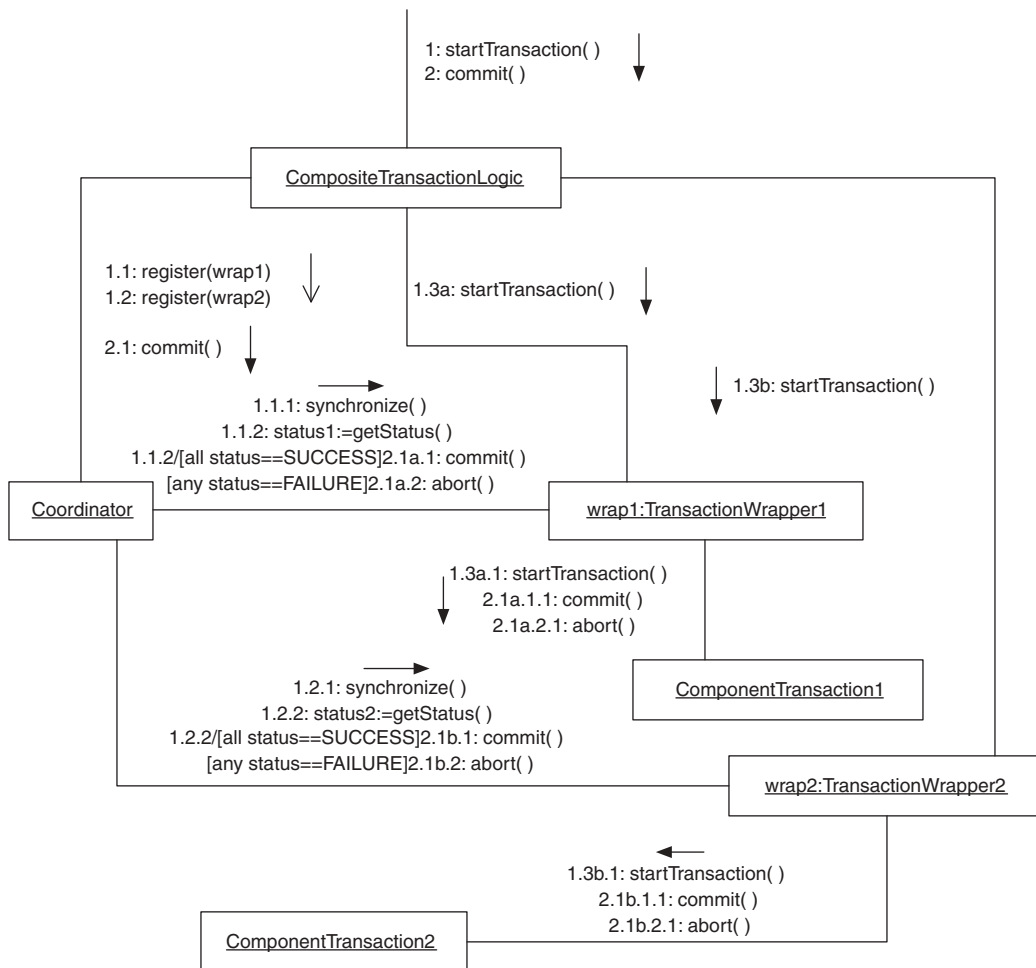 1: startTransaction( )
2: commit( )
CompositeTransactionLogic
1.1: register(wrap1)
1.2: register(wrap2)
1.3a: startTransaction( )
2.1: commit( )
1.3b: startTransaction( )
1.1.1: synchronize( )
1.1.2: status1:=getStatus( )
1.1.2/[all status==SUCCESS]2.1a.1: commit( )
[any status==FAILURE]2.1a.2: abort( )
Coordinator
wrap1:TransactionWrapper1
1.3a.1: startTransaction( )
2.1a.1.1: commit( )
2.1a.2.1: abort( )
1.2.1: synchronize( )
1.2.2: status2:=getStatus( )
1.2.2/[all status==SUCCESS]2.1b.1: commit( )
[any status==FAILURE]2.1b.2: abort( )
ComponentTransaction1
wrap2:TransactionWrapper2
1.3b.1: startTransaction( )
2.1b.1.1: commit( )
2.1b.2.1: abort( )
ComponentTransaction2